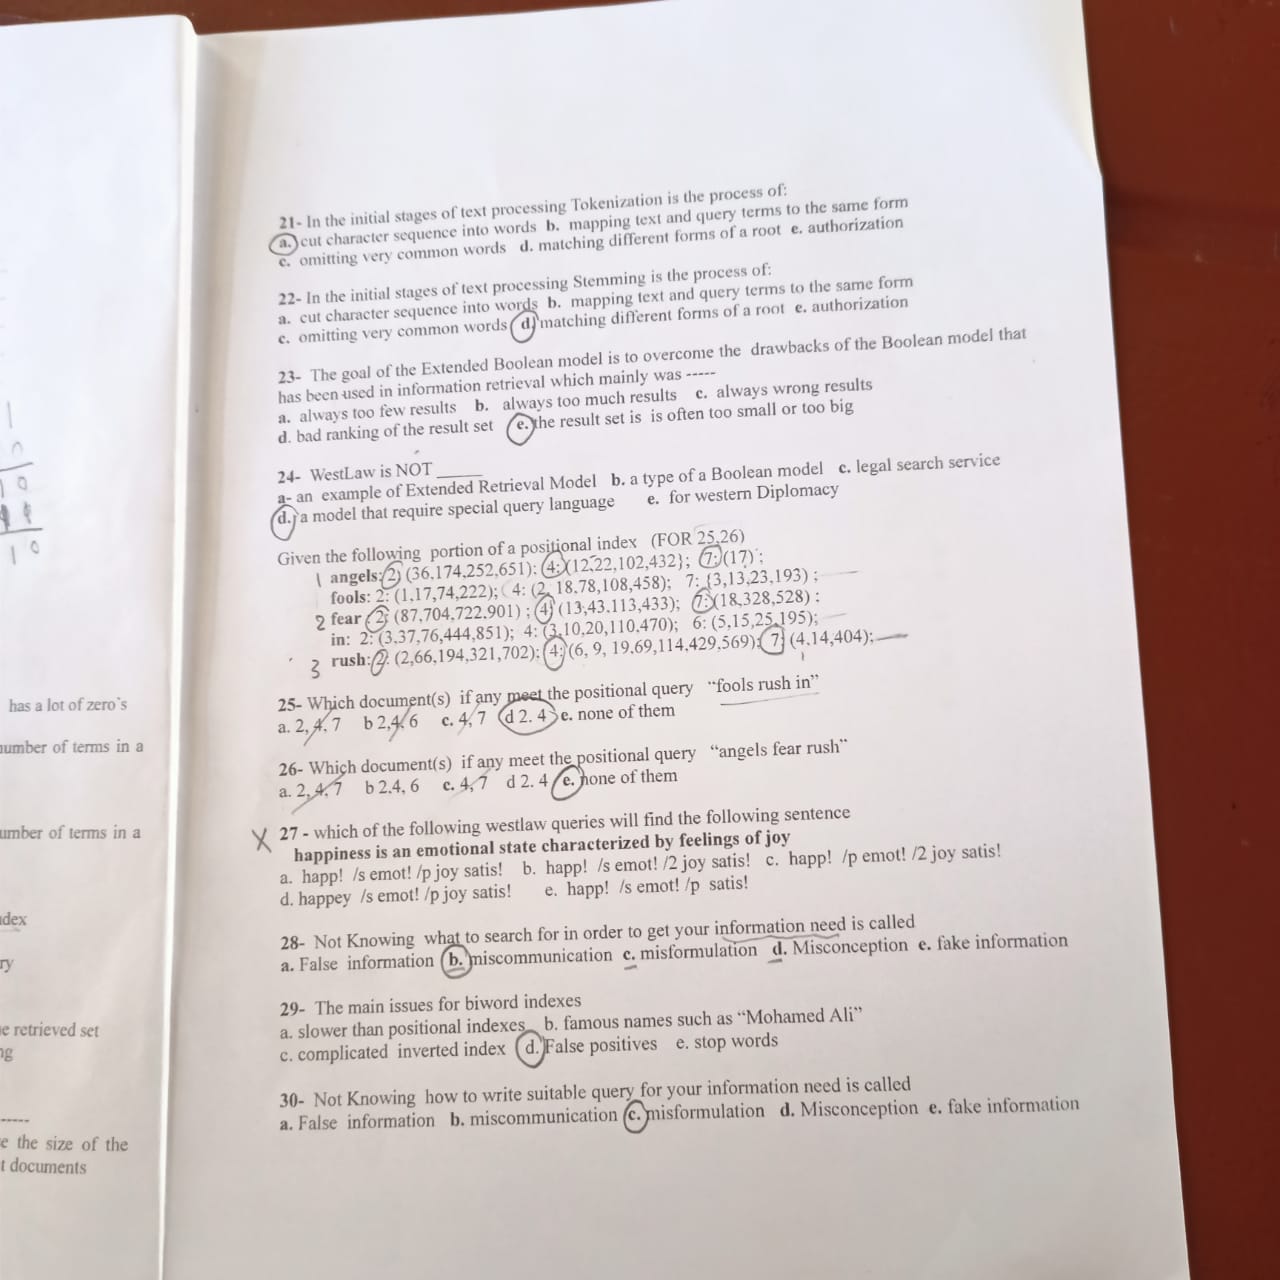 has a lot of zero's
number of terms in a
umber of terms in a
dex
ry
e retrieved set
ng
-----
e the size of the
t documents
1
0
1 0
1 0
21- In the initial stages of text processing Tokenization is the process of:
a. cut character sequence into words b. mapping text and query terms to the same form
c. omitting very common words d. matching different forms of a root e. authorization
22- In the initial stages of text processing Stemming is the process of:
a. cut character sequence into words b. mapping text and query terms to the same form
c. omitting very common words d. matching different forms of a root e. authorization
23- The goal of the Extended Boolean model is to overcome the drawbacks of the Boolean model that
has been used in information retrieval which mainly was -----
a. always too few results b. always too much results c. always wrong results
d. bad ranking of the result set e. the result set is is often too small or too big
24- WestLaw is NOT _____
a- an example of Extended Retrieval Model b. a type of a Boolean model c. legal search service
d. a model that require special query language e. for western Diplomacy
Given the following portion of a positional index (FOR 25,26)
1 angels: 2: (36,174,252,651): 4: (12,22,102,432}; 7: (17) ;
fools: 2: (1,17,74,222); 4: (2, 18,78,108,458); 7: {3,13,23,193) ;
2 fear 2: (87,704,722,901) ; 4: (13,43,113,433); 7: (18,328,528) :
in: 2: (3,37,76,444,851); 4: (3,10,20,110,470); 6: (5,15,25,195);
3 rush: 2: (2,66,194,321,702); 4: (6, 9, 19,69,114,429,569); 7: (4,14,404);
25- Which document(s) if any meet the positional query "fools rush in"
a. 2, 4, 7 b 2,4, 6 c. 4, 7 d 2. 4 e. none of them
26- Which document(s) if any meet the positional query "angels fear rush"
a. 2, 4, 7 b 2.4, 6 c. 4, 7 d 2. 4 e. none of them
X 27 - which of the following westlaw queries will find the following sentence
happiness is an emotional state characterized by feelings of joy
a. happ! /s emot! /p joy satis! b. happ! /s emot! /2 joy satis! c. happ! /p emot! /2 joy satis!
d. happey /s emot! /p joy satis! e. happ! /s emot! /p satis!
28- Not Knowing what to search for in order to get your information need is called
a. False information b. miscommunication c. misformulation d. Misconception e. fake information
29- The main issues for biword indexes
a. slower than positional indexes b. famous names such as "Mohamed Ali"
c. complicated inverted index d. False positives e. stop words
30- Not Knowing how to write suitable query for your information need is called
a. False information b. miscommunication c. misformulation d. Misconception e. fake information